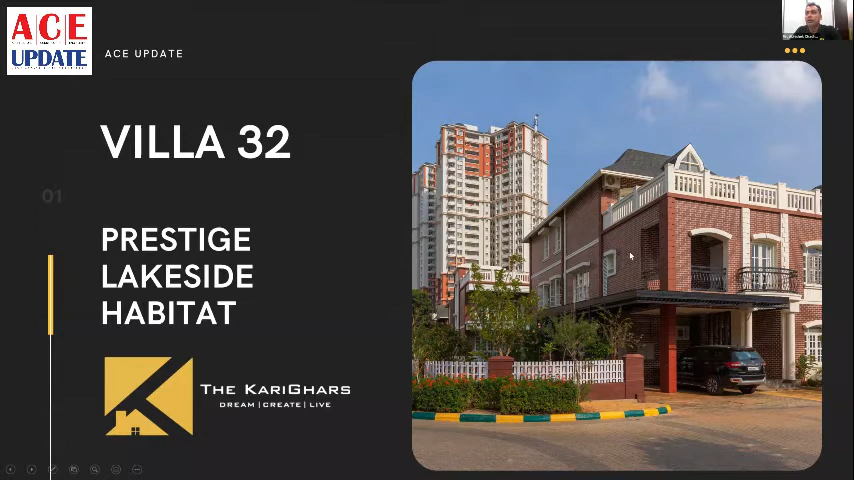 ACE
UPDATE
ACE UPDATE
VILLA 32
01
PRESTIGE
LAKESIDE
HABITAT
THE KARIGHARS
DREAM | CREATE | LIVE